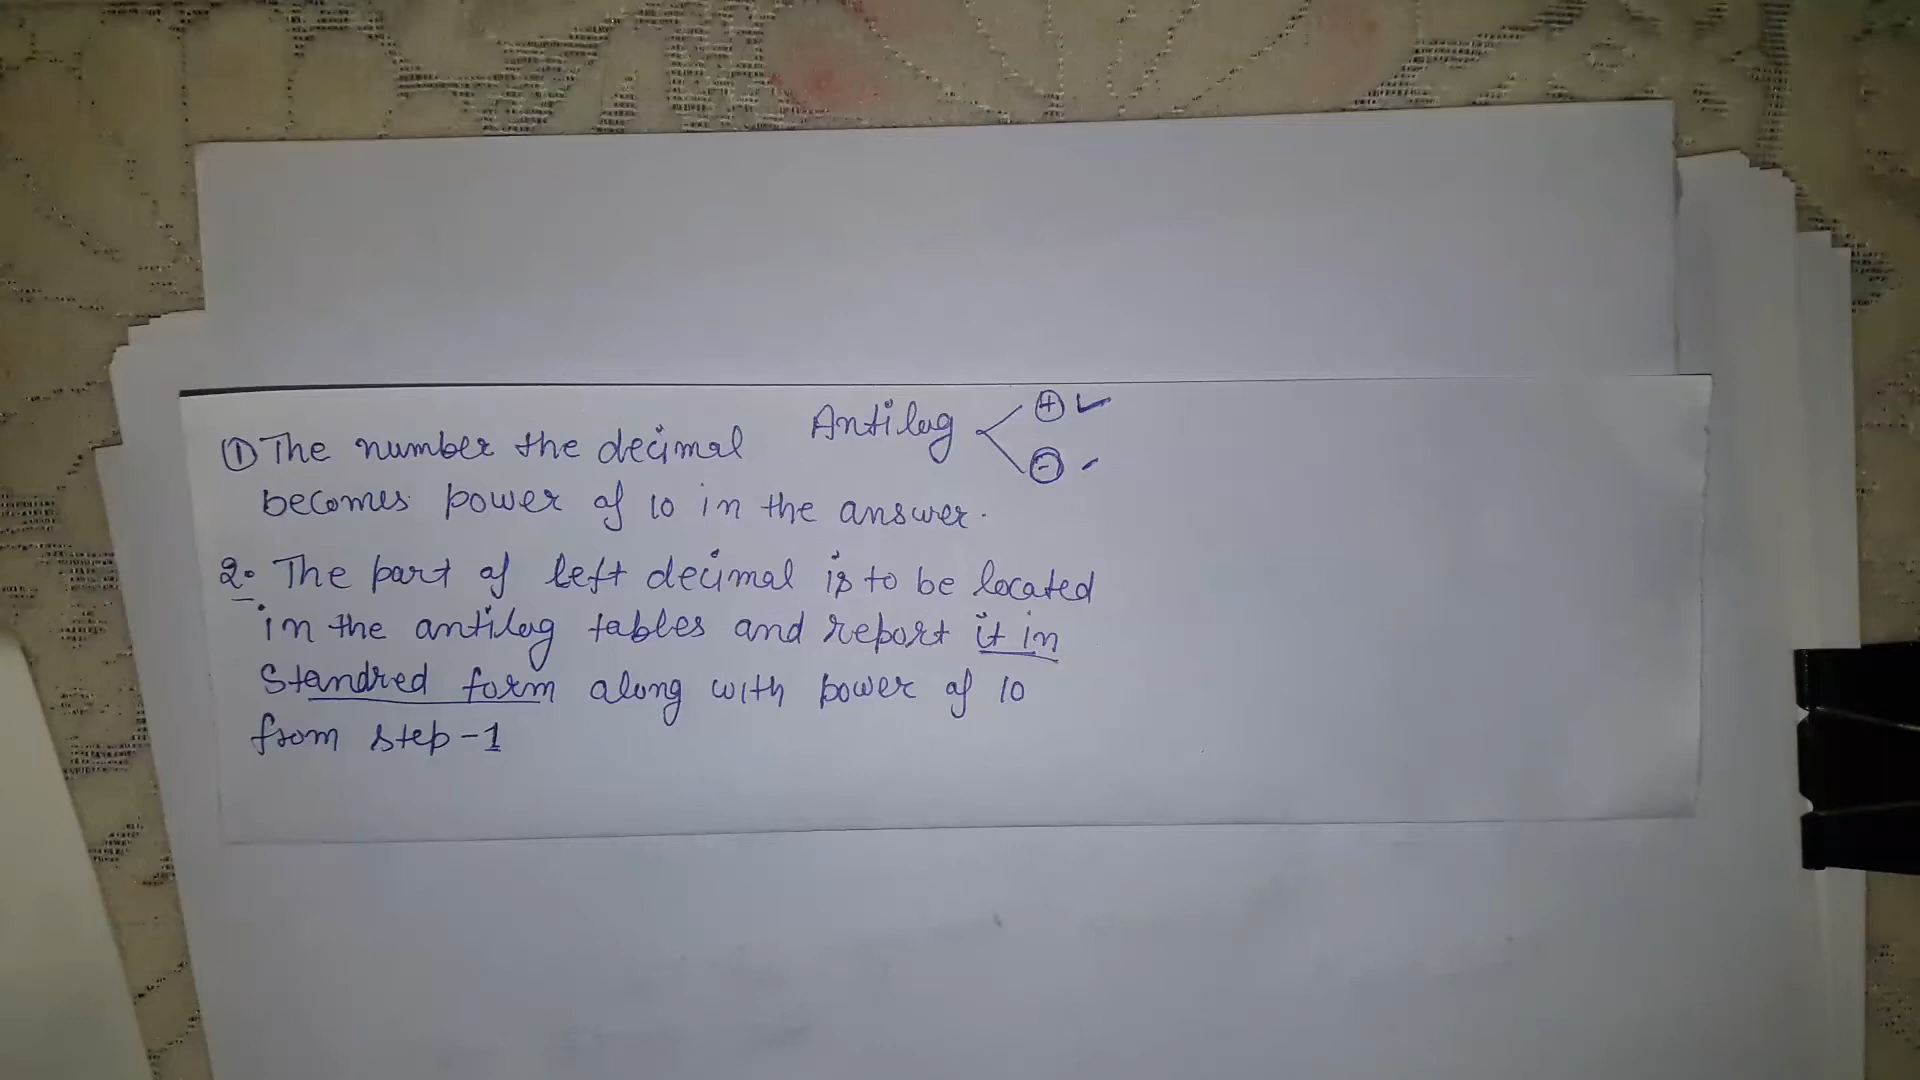 Antilog < ⊕ ✓
⊖
① The number the decimal
becomes power of 10 in the answer.
2. The part of left decimal is to be located
in the antilog tables and report it in
Standred form along with power of 10
from step-1